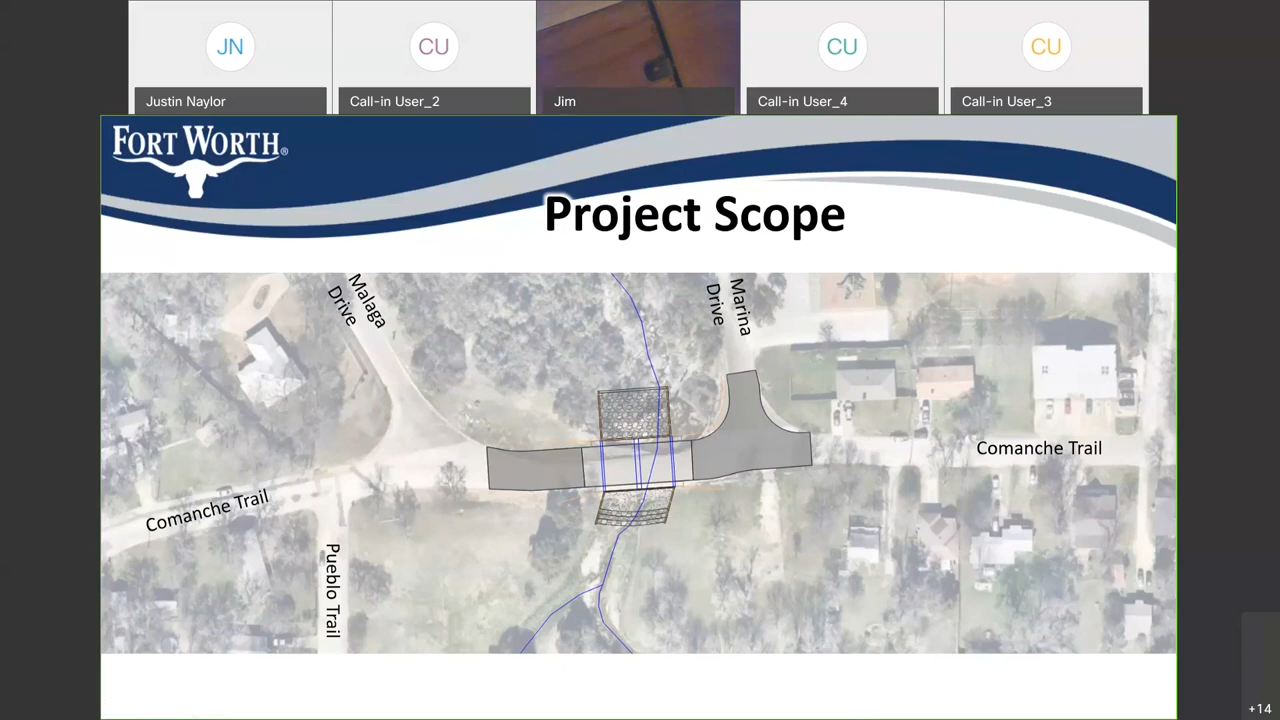 JN
CU
CU
CU
Justin Naylor
Call-in User_2
Jim
Call-in User_4
Call-in User_3
FORT WORTH®
Project Scope
Malaga
Drive
Marina
Drive
Comanche Trail
Comanche Trail
Pueblo Trail
+14